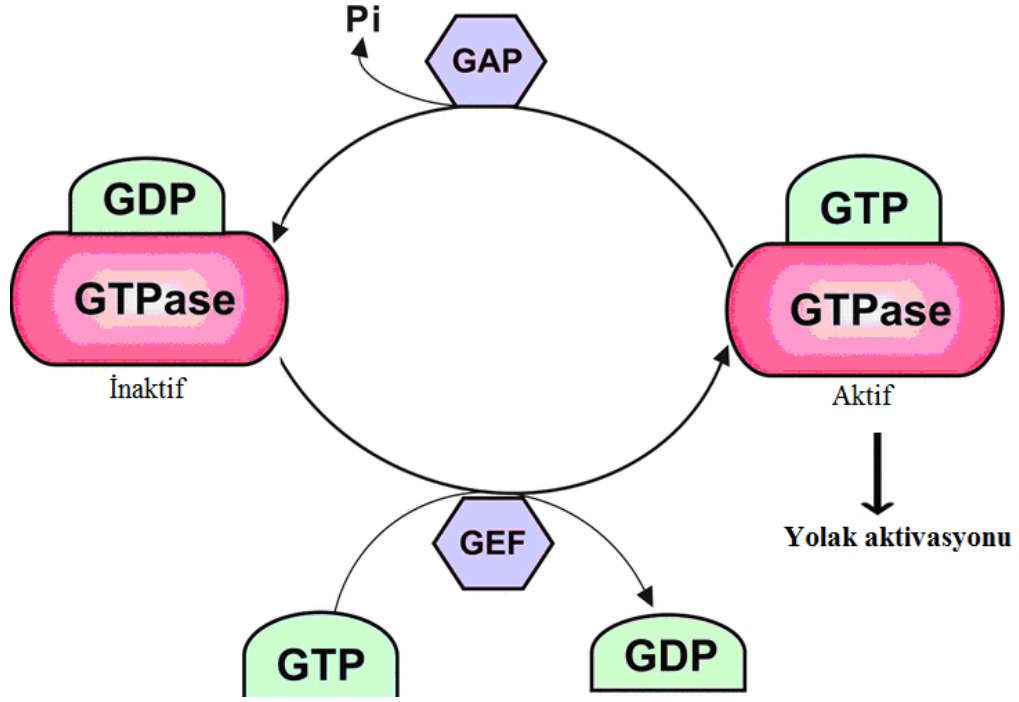 Pi
GAP
GDP
GTP
GTPase
GTPase
İnaktif
Aktif
Yolak aktivasyonu
GEF
GTP
GDP